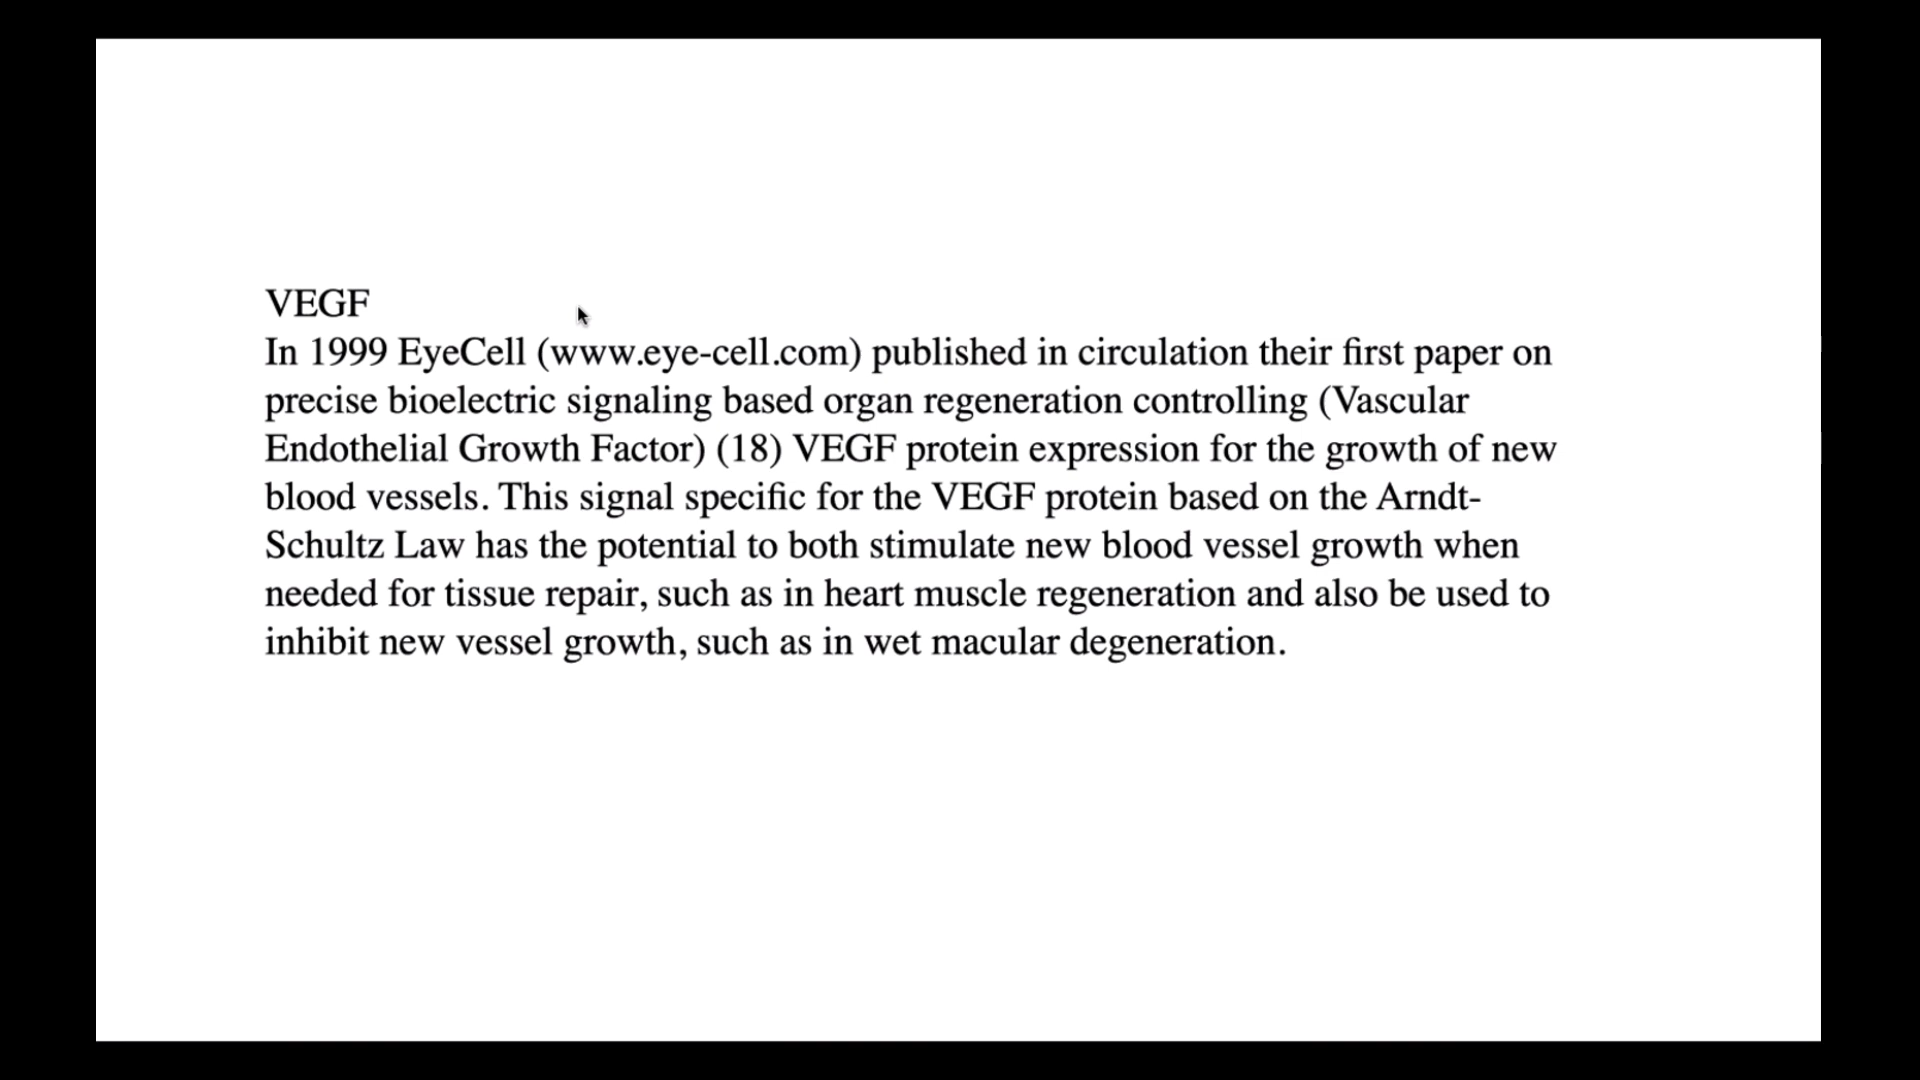 VEGF
In 1999 EyeCell (www.eye-cell.com) published in circulation their first paper on
precise bioelectric signaling based organ regeneration controlling (Vascular
Endothelial Growth Factor) (18) VEGF protein expression for the growth of new
blood vessels. This signal specific for the VEGF protein based on the Arndt-
Schultz Law has the potential to both stimulate new blood vessel growth when
needed for tissue repair, such as in heart muscle regeneration and also be used to
inhibit new vessel growth, such as in wet macular degeneration.